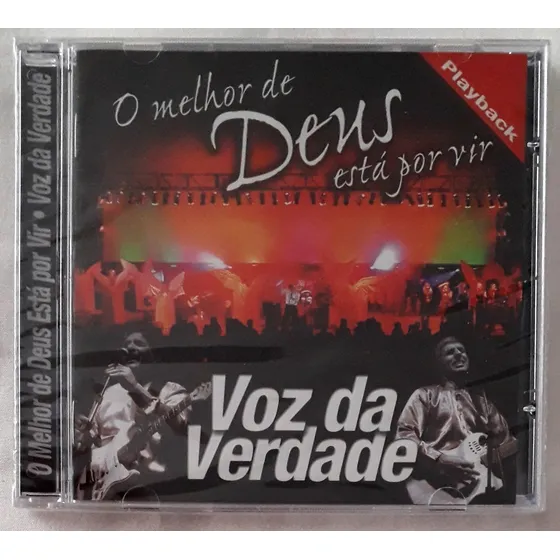 O melhor de
Deus
está por vir
Playback
O Melhor de Deus Está por Vir • Voz da Verdade
Voz da
Verdade